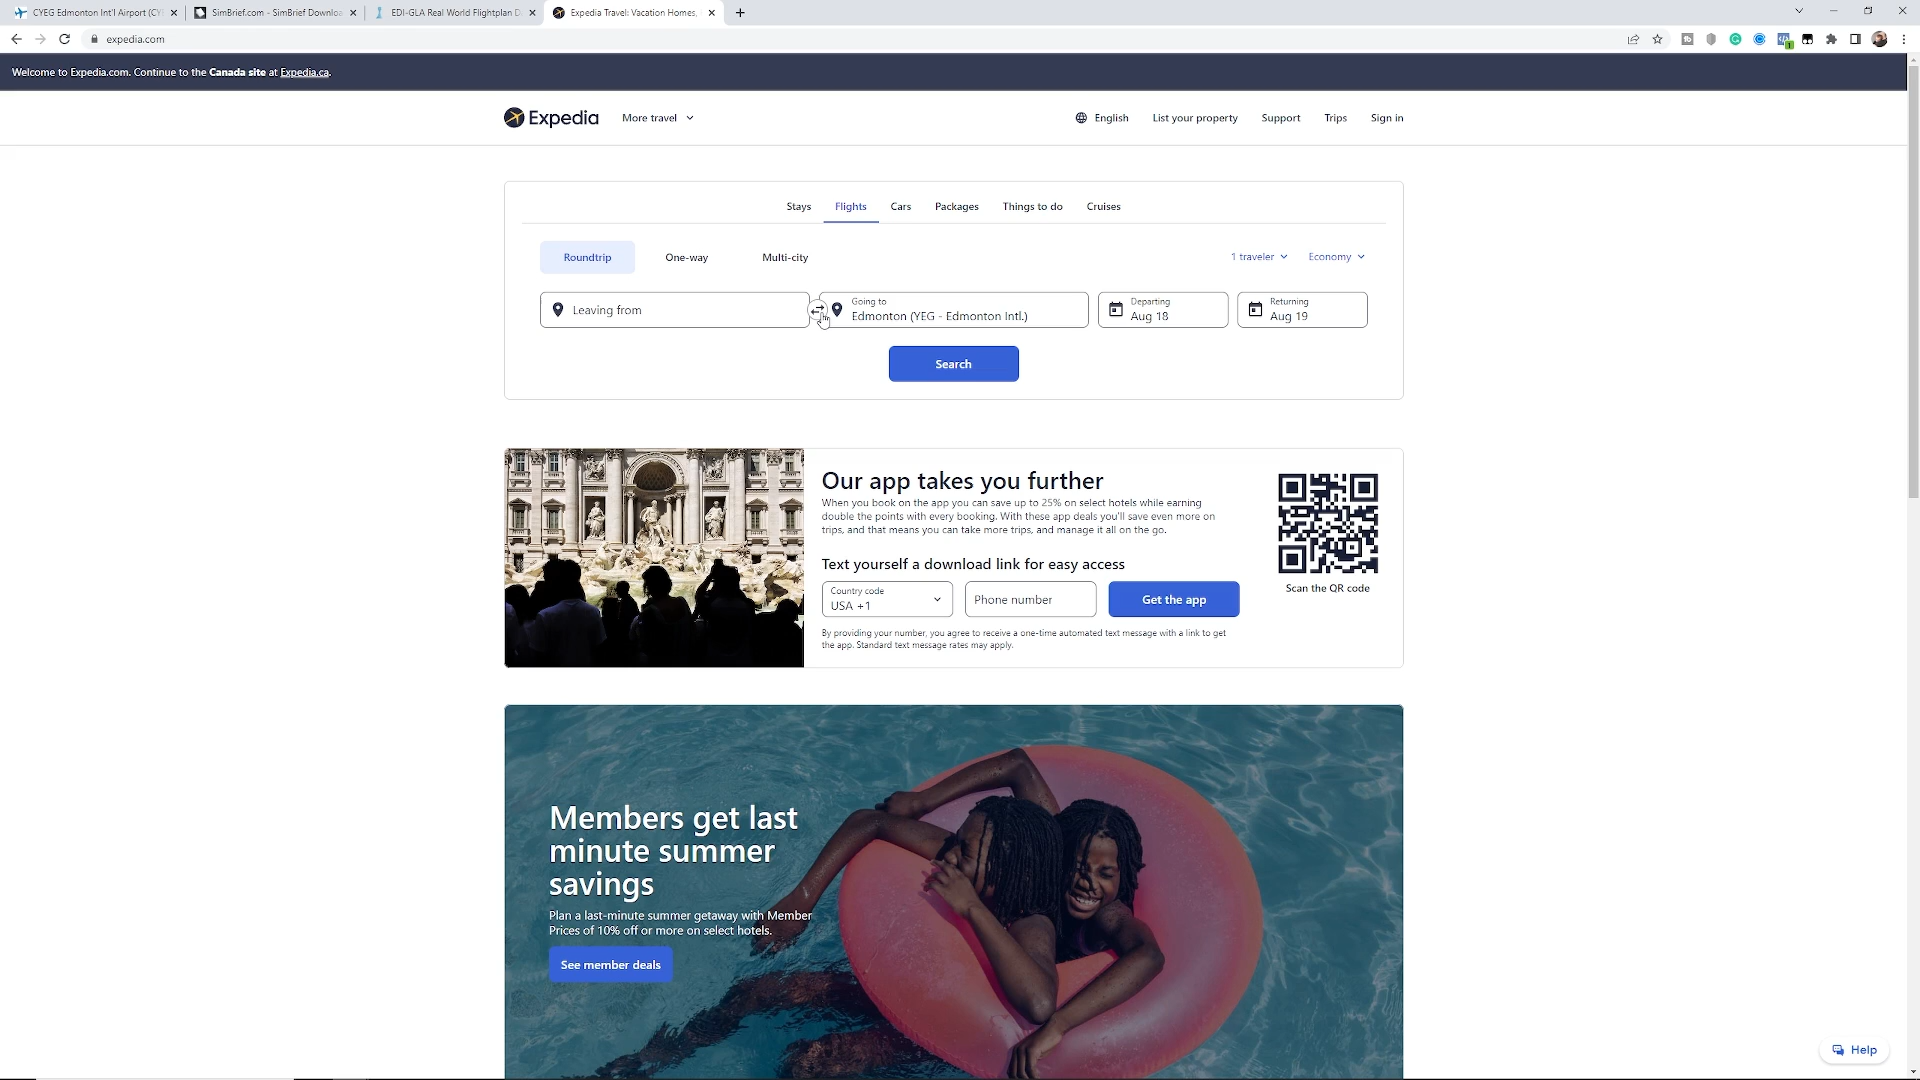 CYEG Edmonton Int'l Airport (CY
SimBrief.com - SimBrief Downloa
EDI-GLA Real World Flightplan D
Expedia Travel: Vacation Homes,
expedia.com
Welcome to Expedia.com. Continue to the Canada site at Expedia.ca.
Expedia
More travel
English
List your property
Support
Trips
Sign in
Stays
Flights
Cars
Packages
Things to do
Cruises
Roundtrip
One-way
Multi-city
1 traveler
Economy
Leaving from
Going to
Edmonton (YEG - Edmonton Intl.)
Departing
Aug 18
Returning
Aug 19
Search
Our app takes you further
When you book on the app you can save up to 25% on select hotels while earning
double the points with every booking. With these app deals you'll save even more on
trips, and that means you can take more trips, and manage it all on the go.
Text yourself a download link for easy access
Country code
USA +1
Phone number
Get the app
By providing your number, you agree to receive a one-time automated text message with a link to get
the app. Standard text message rates may apply.
Scan the QR code
Members get last
minute summer
savings
Plan a last-minute summer getaway with Member
Prices of 10% off or more on select hotels.
See member deals
Help